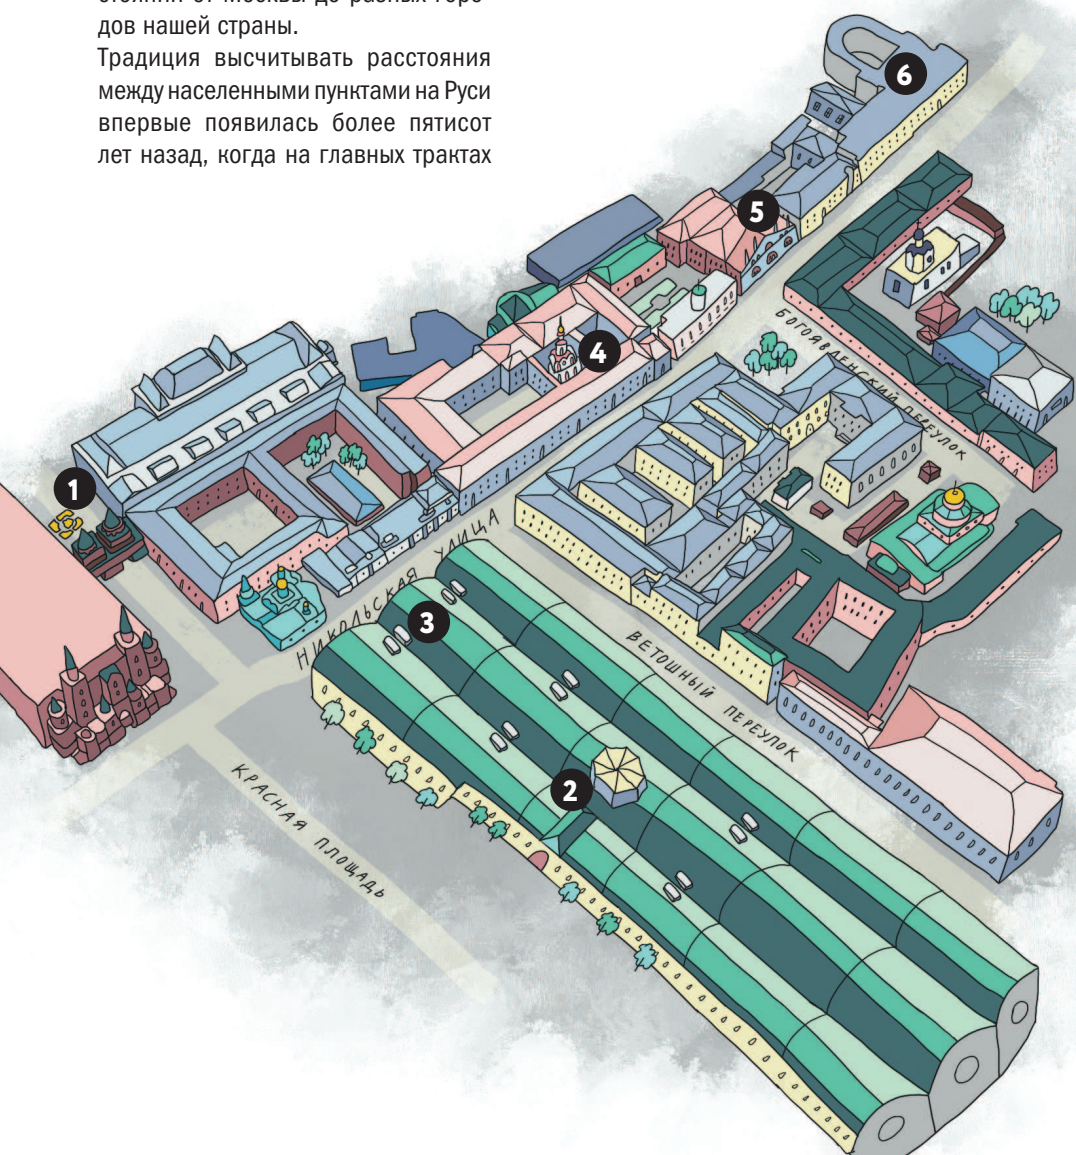 стояний от Москвы до разных горо-
дов нашей страны.
Традиция высчитывать расстояния
между населенными пунктами на Руси
впервые появилась более пятисот
лет назад, когда на главных трактах
6
5
БОГОЯВЛЕНСКИЙ ПЕРЕУЛОК
4
1
НИКОЛЬСКАЯ УЛИЦА
3
ВЕТОШНЫЙ ПЕРЕУЛОК
2
КРАСНАЯ ПЛОЩАДЬ